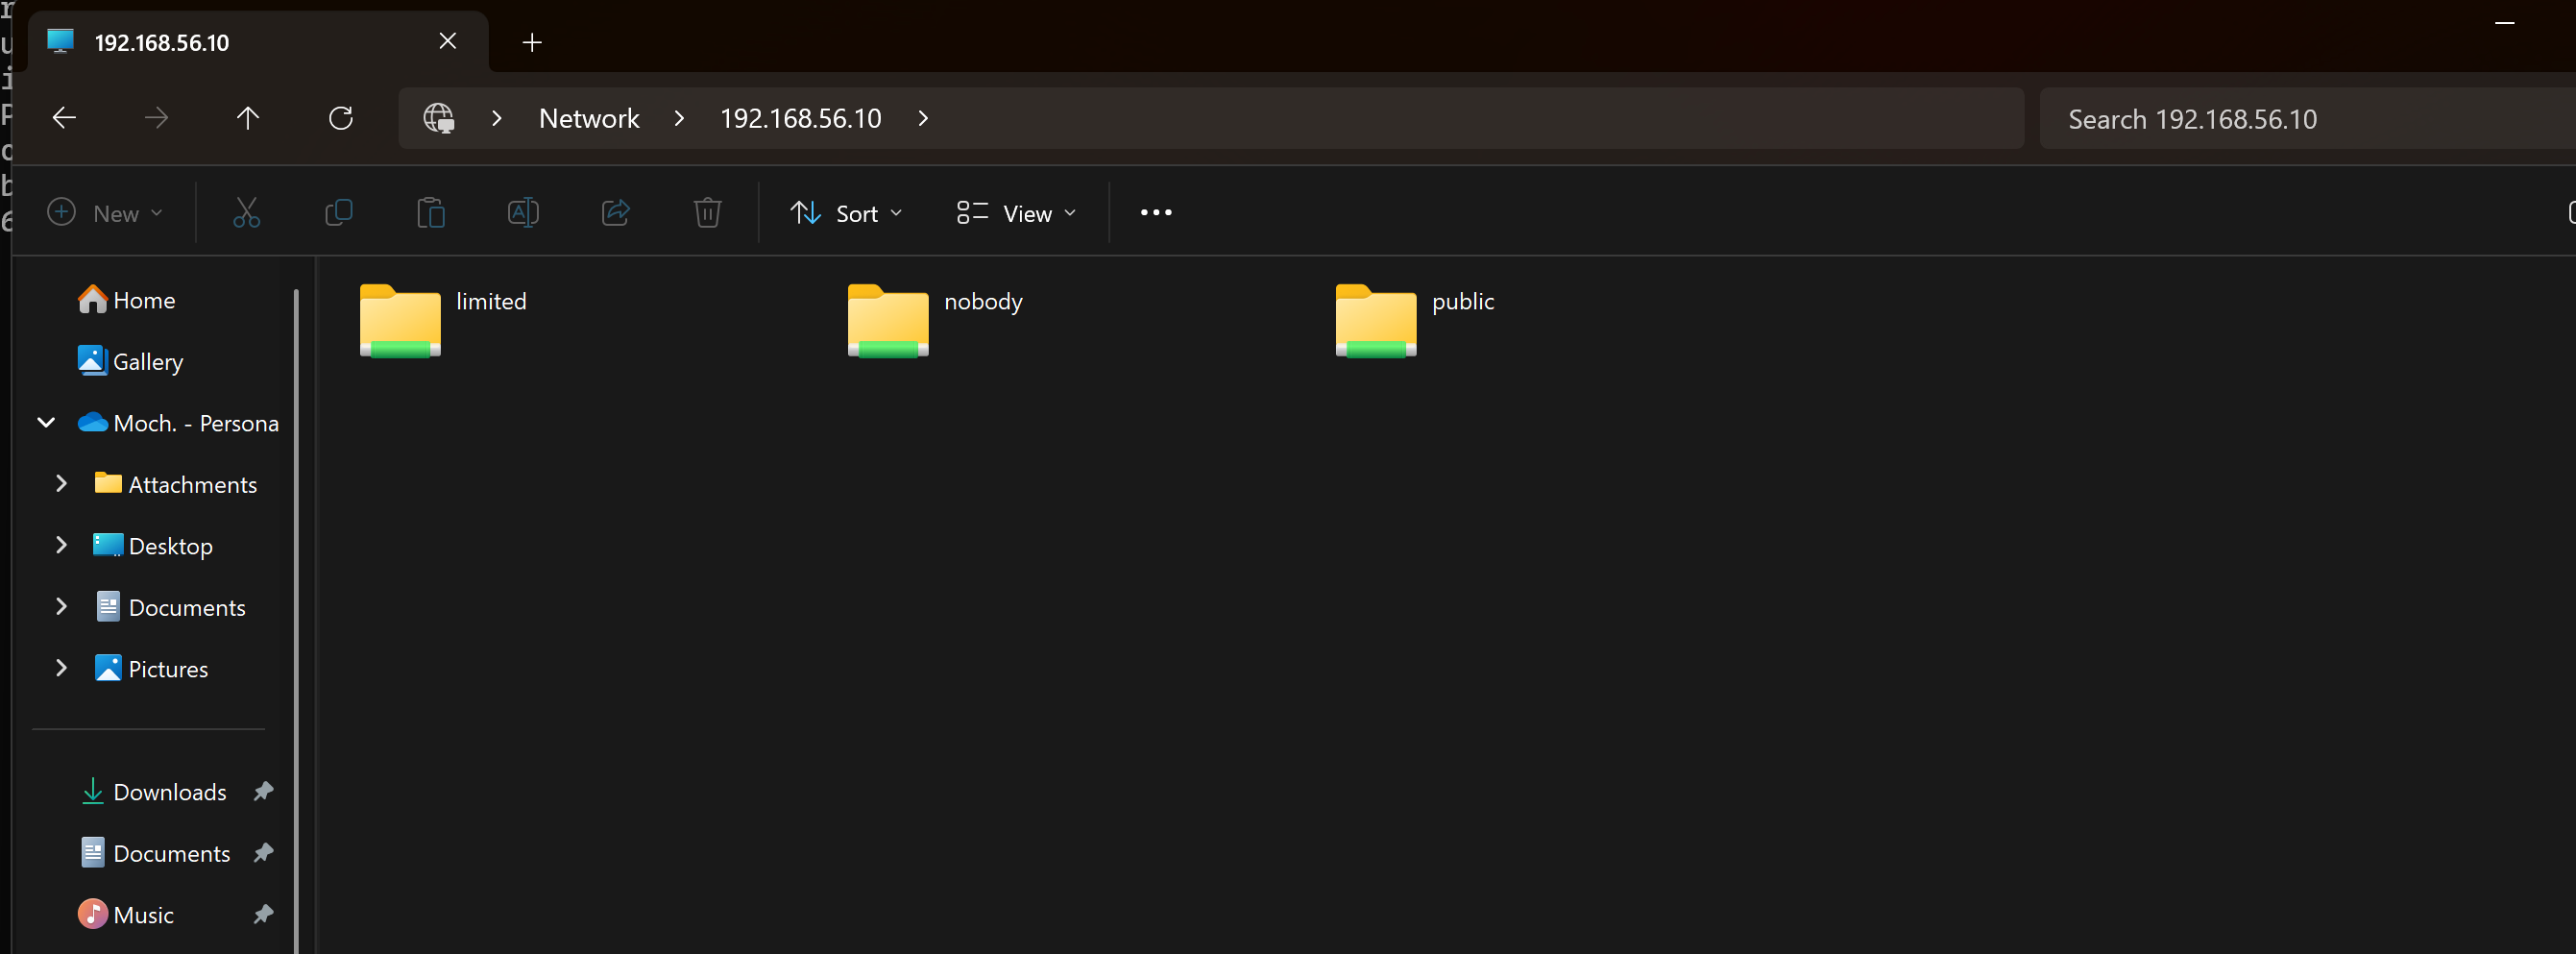 192.168.56.10
Network
192.168.56.10
Search 192.168.56.10
New
Sort
View
Home
Gallery
Moch. - Persona
Attachments
Desktop
Documents
Pictures
Downloads
Documents
Music
limited
nobody
public